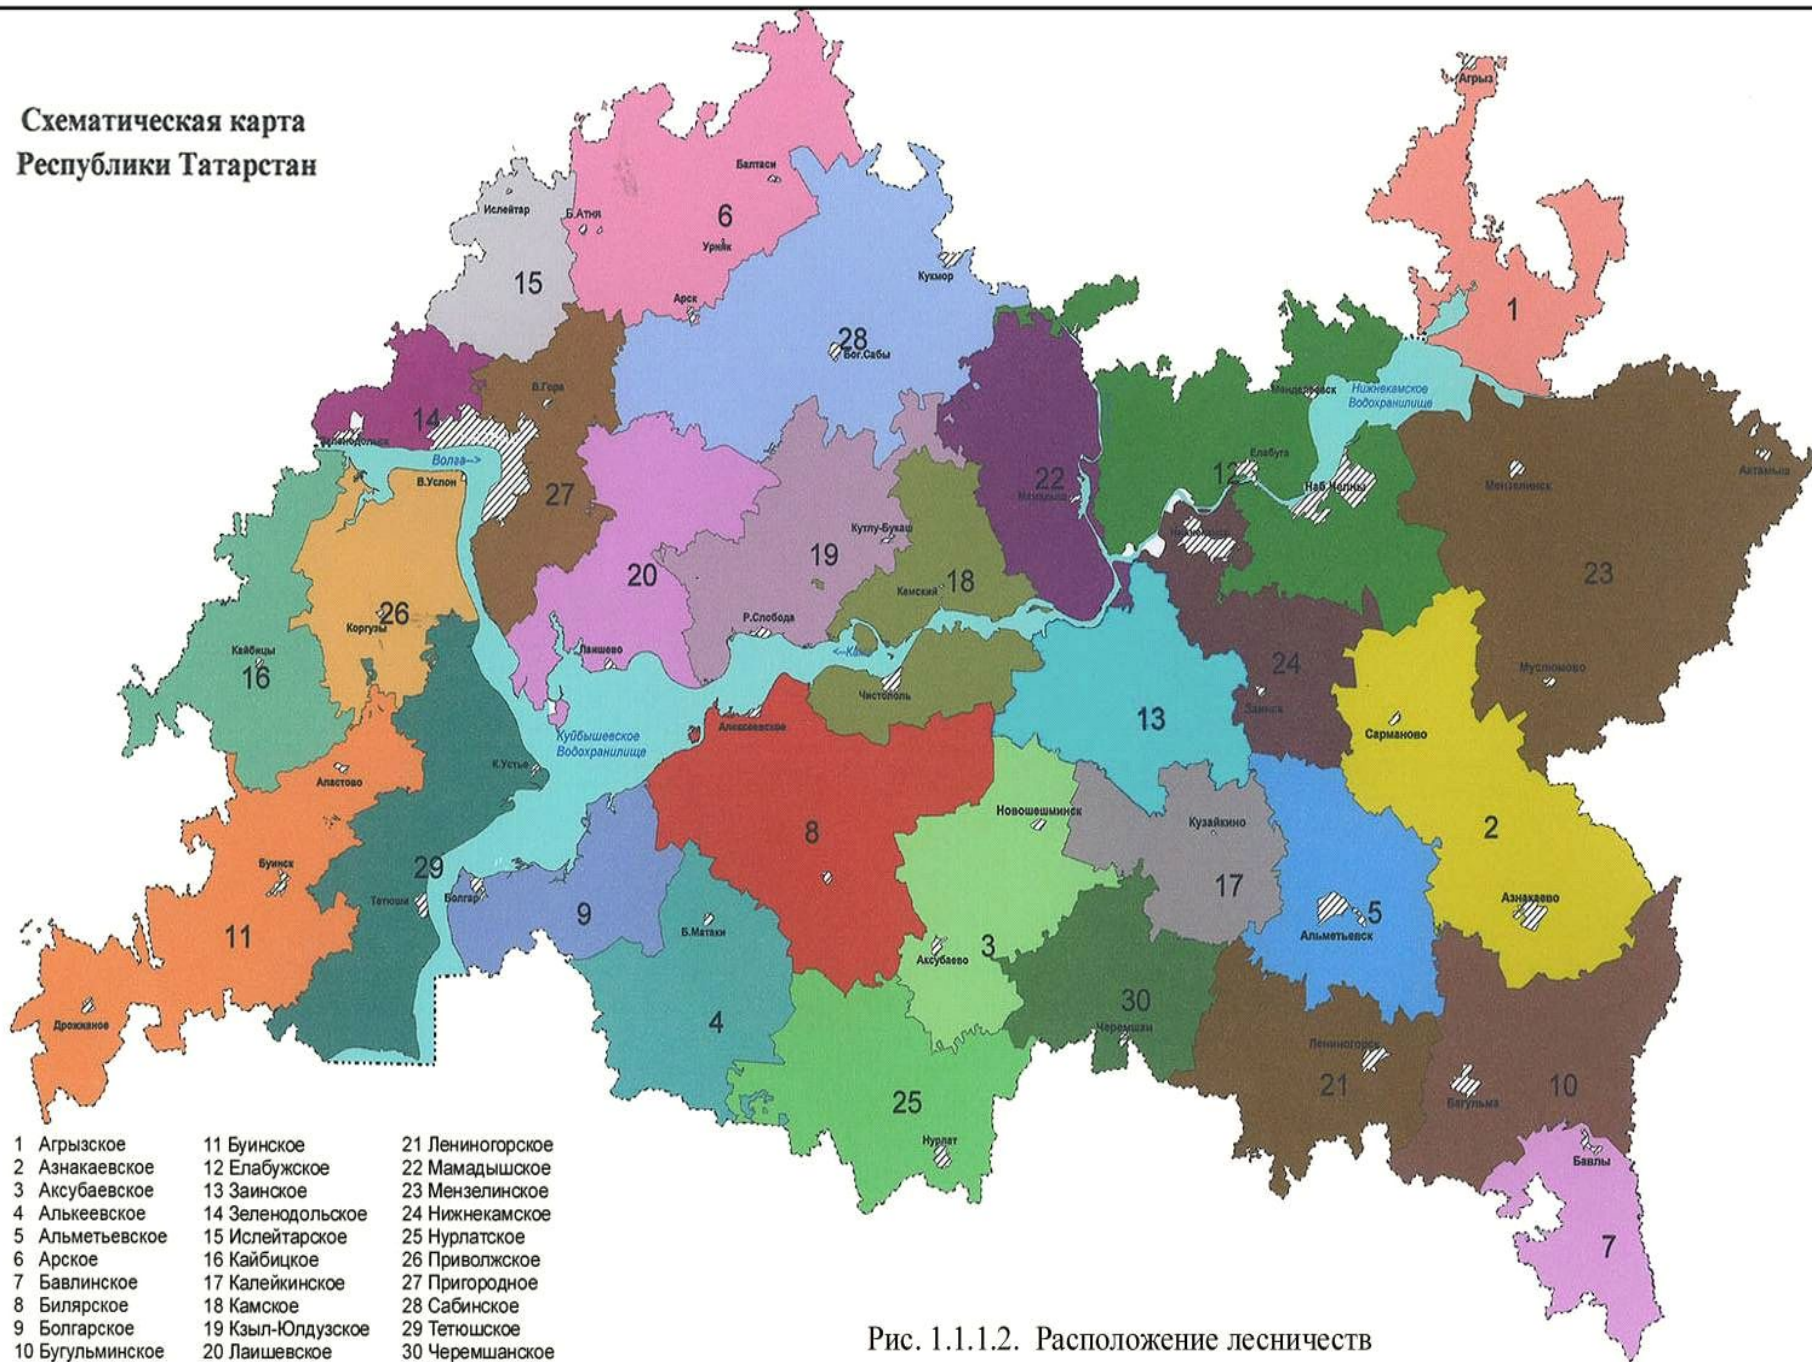 Схематическая карта
Республики Татарстан
Агрыз
Балтаси
Ислейтар
Б.Атня
6
Урняк
Кукмор
15
Арск
1
28
Бог.Сабы
В.Гора
Менделеевск
Нижнекамское
Водохранилище
14
Зеленодольск
Волга-->
В.Услон
Елабуга
12
Актаныш
22
Мамадыш
Наб.Челны
Мензелинск
27
Кутлу-Букаш
19
20
18
Камский
23
26
Коргузы
Р.Слобода
Кайбицы
16
Лаишево
<--Ка
24
Муслюмово
Чистополь
Заинск
13
Алексеевское
Сарманово
Куйбышевское
Водохранилище
К.Устье
Апастово
Новошешминск
Кузайкино
8
2
Буинск
29
17
Татюши
Болгар
9
5
Азнакаево
11
Б.Матаки
Альметьевск
3
Аксубаево
30
Дрожжаное
4
Черемшан
Лениногорск
21
10
Бугульма
25
Нурлат
Бавлы
7
1 Агрызское
2 Азнакаевское
3 Аксубаевское
4 Алькеевское
5 Альметьевское
6 Арское
7 Бавлинское
8 Билярское
9 Болгарское
10 Бугульминское
11 Буинское
12 Елабужское
13 Заинское
14 Зеленодольское
15 Ислейтарское
16 Кайбицкое
17 Калейкинское
18 Камское
19 Кзыл-Юлдузское
20 Лаишевское
21 Лениногорское
22 Мамадышское
23 Мензелинское
24 Нижнекамское
25 Нурлатское
26 Приволжское
27 Пригородное
28 Сабинское
29 Тетюшское
30 Черемшанское
Рис. 1.1.1.2. Расположение лесничеств